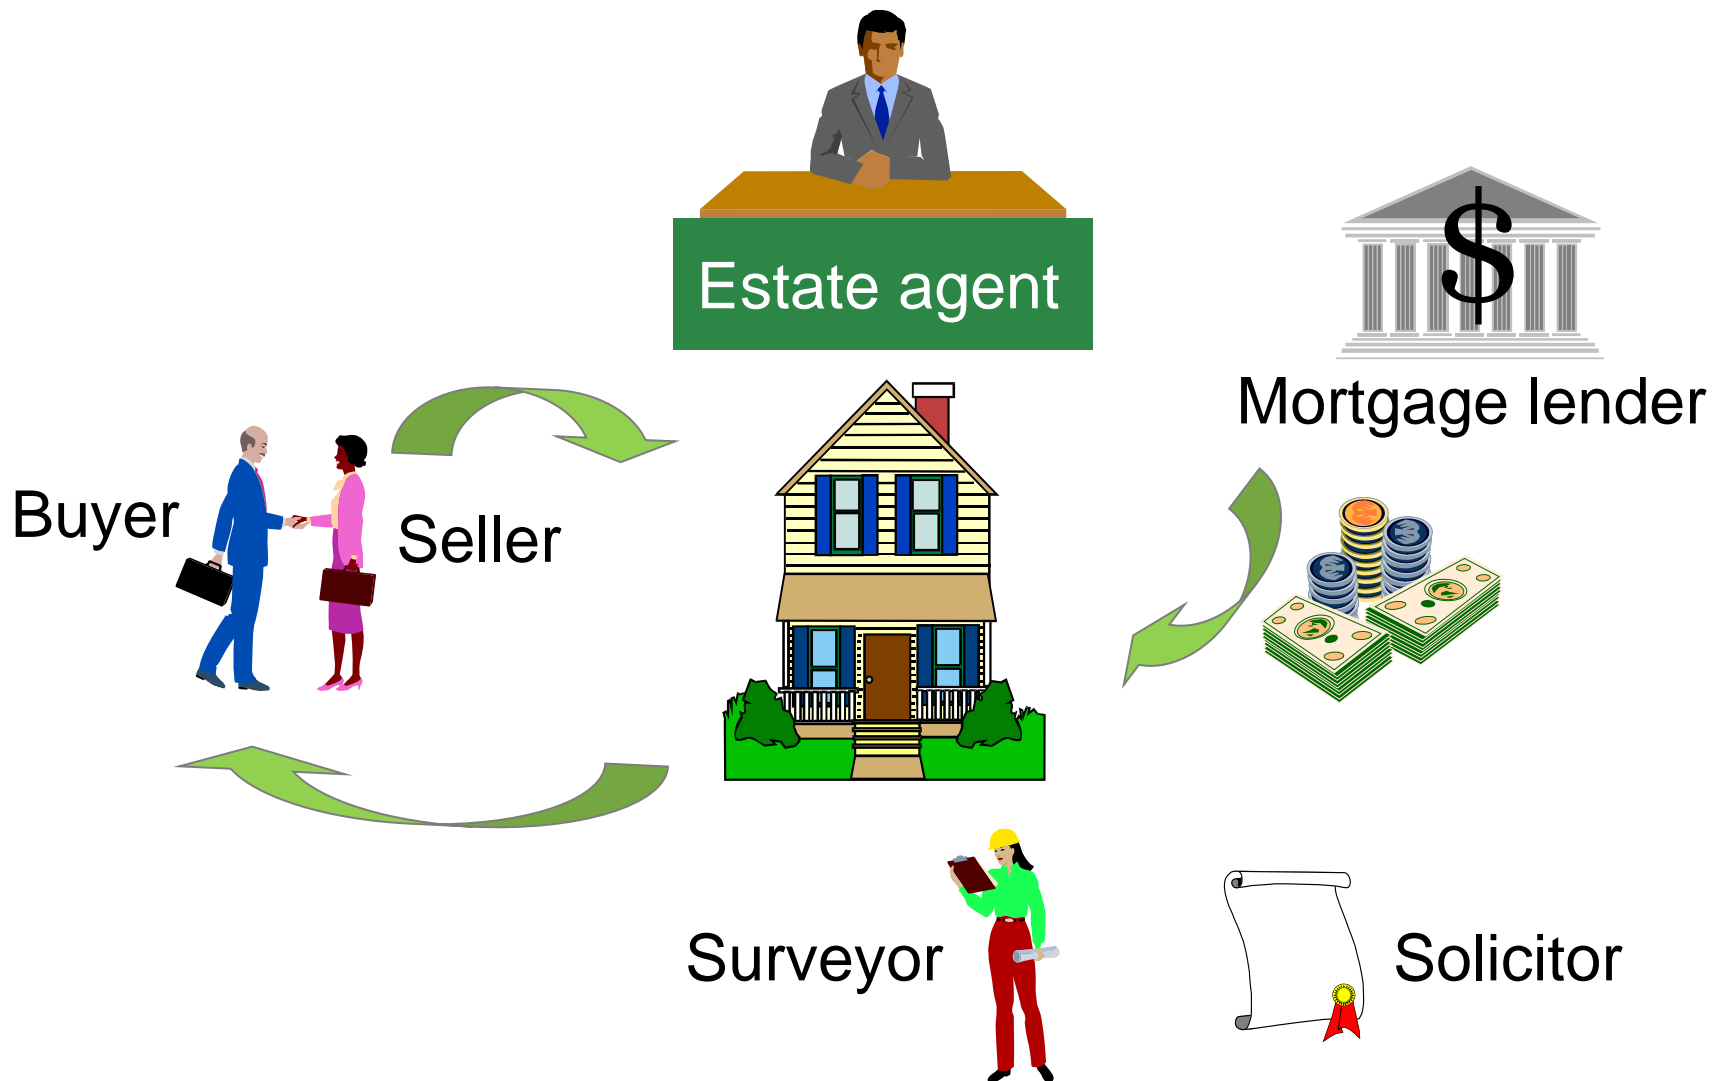 Estate agent
$
Mortgage lender
Buyer
Seller
Surveyor
Solicitor